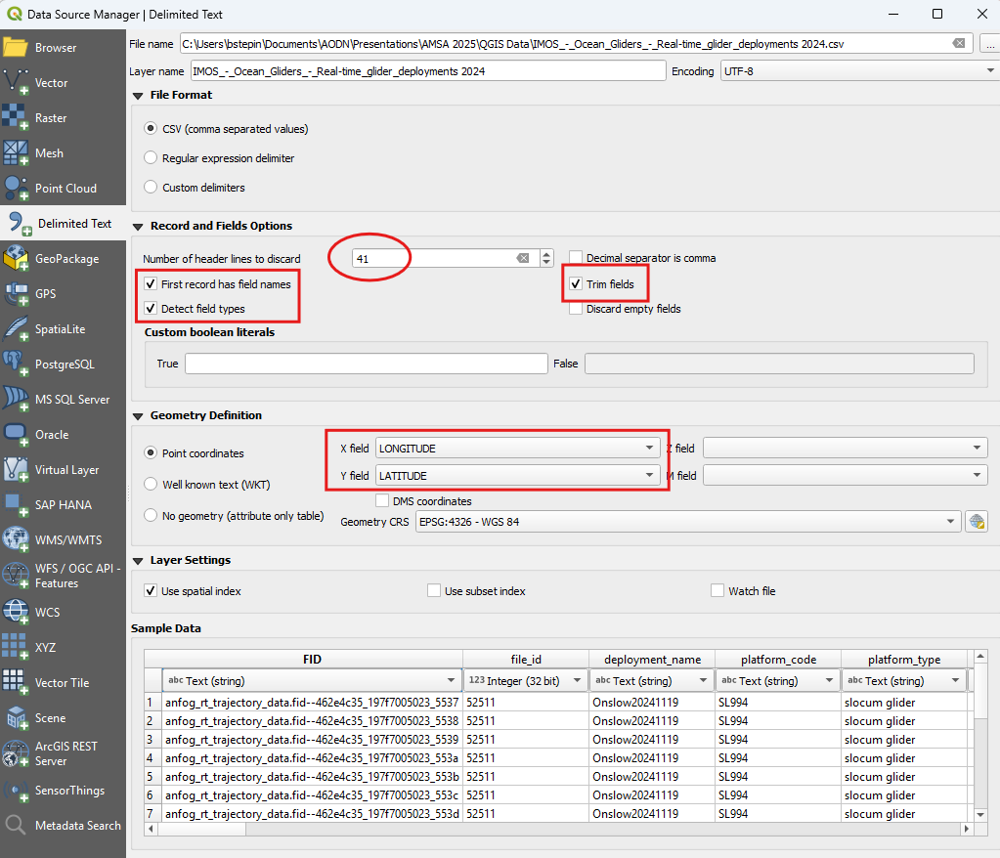 Data Source Manager | Delimited Text
Browser
Vector
Raster
Mesh
Point Cloud
Delimited Text
GeoPackage
GPS
SpatiaLite
PostgreSQL
MS SQL Server
Oracle
Virtual Layer
SAP HANA
WMS/WMTS
WFS / OGC API -
Features
WCS
XYZ
Vector Tile
Scene
ArcGIS REST
Server
SensorThings
Metadata Search
File name C:\Users\bstepin\Documents\AODN\Presentations\AMSA 2025\QGIS Data\IMOS_-_Ocean_Gliders_-_Real-time_glider_deployments 2024.csv ...
Layer name IMOS_-_Ocean_Gliders_-_Real-time_glider_deployments 2024 Encoding UTF-8
File Format
CSV (comma separated values)
Regular expression delimiter
Custom delimiters
Record and Fields Options
Number of header lines to discard 41 Decimal separator is comma
First record has field names Trim fields
Detect field types Discard empty fields
Custom boolean literals
True False
Geometry Definition
Point coordinates X field LONGITUDE Z field
Well known text (WKT) Y field LATITUDE M field
DMS coordinates
No geometry (attribute only table) Geometry CRS EPSG:4326 - WGS 84
Layer Settings
Use spatial index Use subset index Watch file
Sample Data
FID file_id deployment_name platform_code platform_type
abc Text (string) 123 Integer (32 bit) abc Text (string) abc Text (string) abc Text (string)
1 anfog_rt_trajectory_data.fid--462e4c35_197f7005023_5537 52511 Onslow20241119 SL994 slocum glider
2 anfog_rt_trajectory_data.fid--462e4c35_197f7005023_5538 52511 Onslow20241119 SL994 slocum glider
3 anfog_rt_trajectory_data.fid--462e4c35_197f7005023_5539 52511 Onslow20241119 SL994 slocum glider
4 anfog_rt_trajectory_data.fid--462e4c35_197f7005023_553a 52511 Onslow20241119 SL994 slocum glider
5 anfog_rt_trajectory_data.fid--462e4c35_197f7005023_553b 52511 Onslow20241119 SL994 slocum glider
6 anfog_rt_trajectory_data.fid--462e4c35_197f7005023_553c 52511 Onslow20241119 SL994 slocum glider
7 anfog_rt_trajectory_data.fid--462e4c35_197f7005023_553d 52511 Onslow20241119 SL994 slocum glider